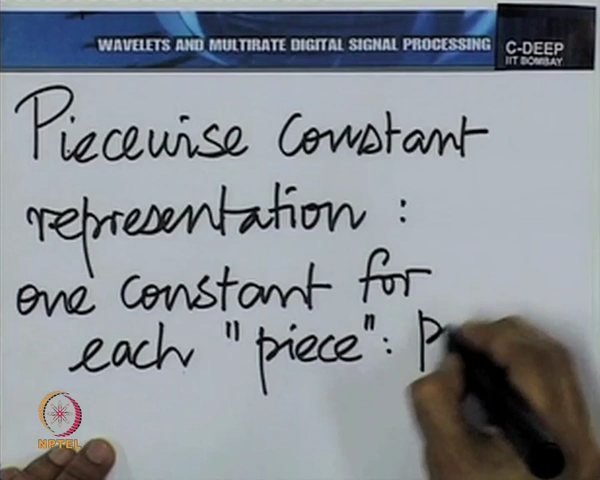 WAVELETS AND MULTIRATE DIGITAL SIGNAL PROCESSING
C-DEEP
IIT BOMBAY
Piecewise constant
representation :
one constant for
each "piece": P
NPTEL